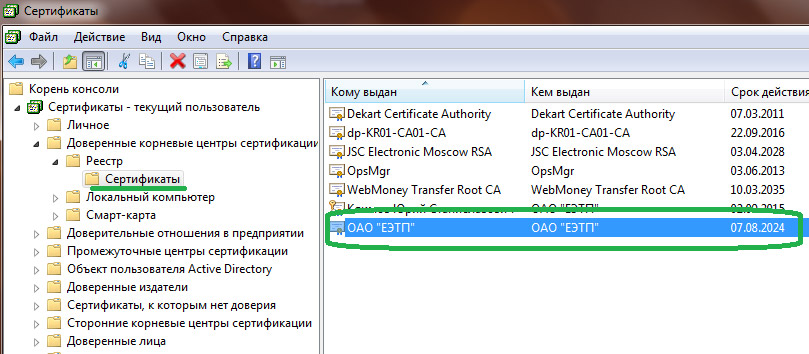 Сертификаты
Файл Действие Вид Окно Справка
Корень консоли
Сертификаты - текущий пользователь
Личное
Доверенные корневые центры сертификации
Реестр
Сертификаты
Локальный компьютер
Смарт-карта
Доверительные отношения в предприятии
Промежуточные центры сертификации
Объект пользователя Active Directory
Доверенные издатели
Сертификаты, к которым нет доверия
Сторонние корневые центры сертификации
Доверенные лица
Кому выдан Кем выдан Срок действия
Dekart Certificate Authority Dekart Certificate Authority 07.03.2011
dp-KR01-CA01-CA dp-KR01-CA01-CA 22.09.2016
JSC Electronic Moscow RSA JSC Electronic Moscow RSA 03.04.2028
OpsMgr OpsMgr 03.06.2013
WebMoney Transfer Root CA WebMoney Transfer Root CA 10.03.2035
ОАО "ЕЭТП"
ОАО "ЕЭТП" ОАО "ЕЭТП" 07.08.2024